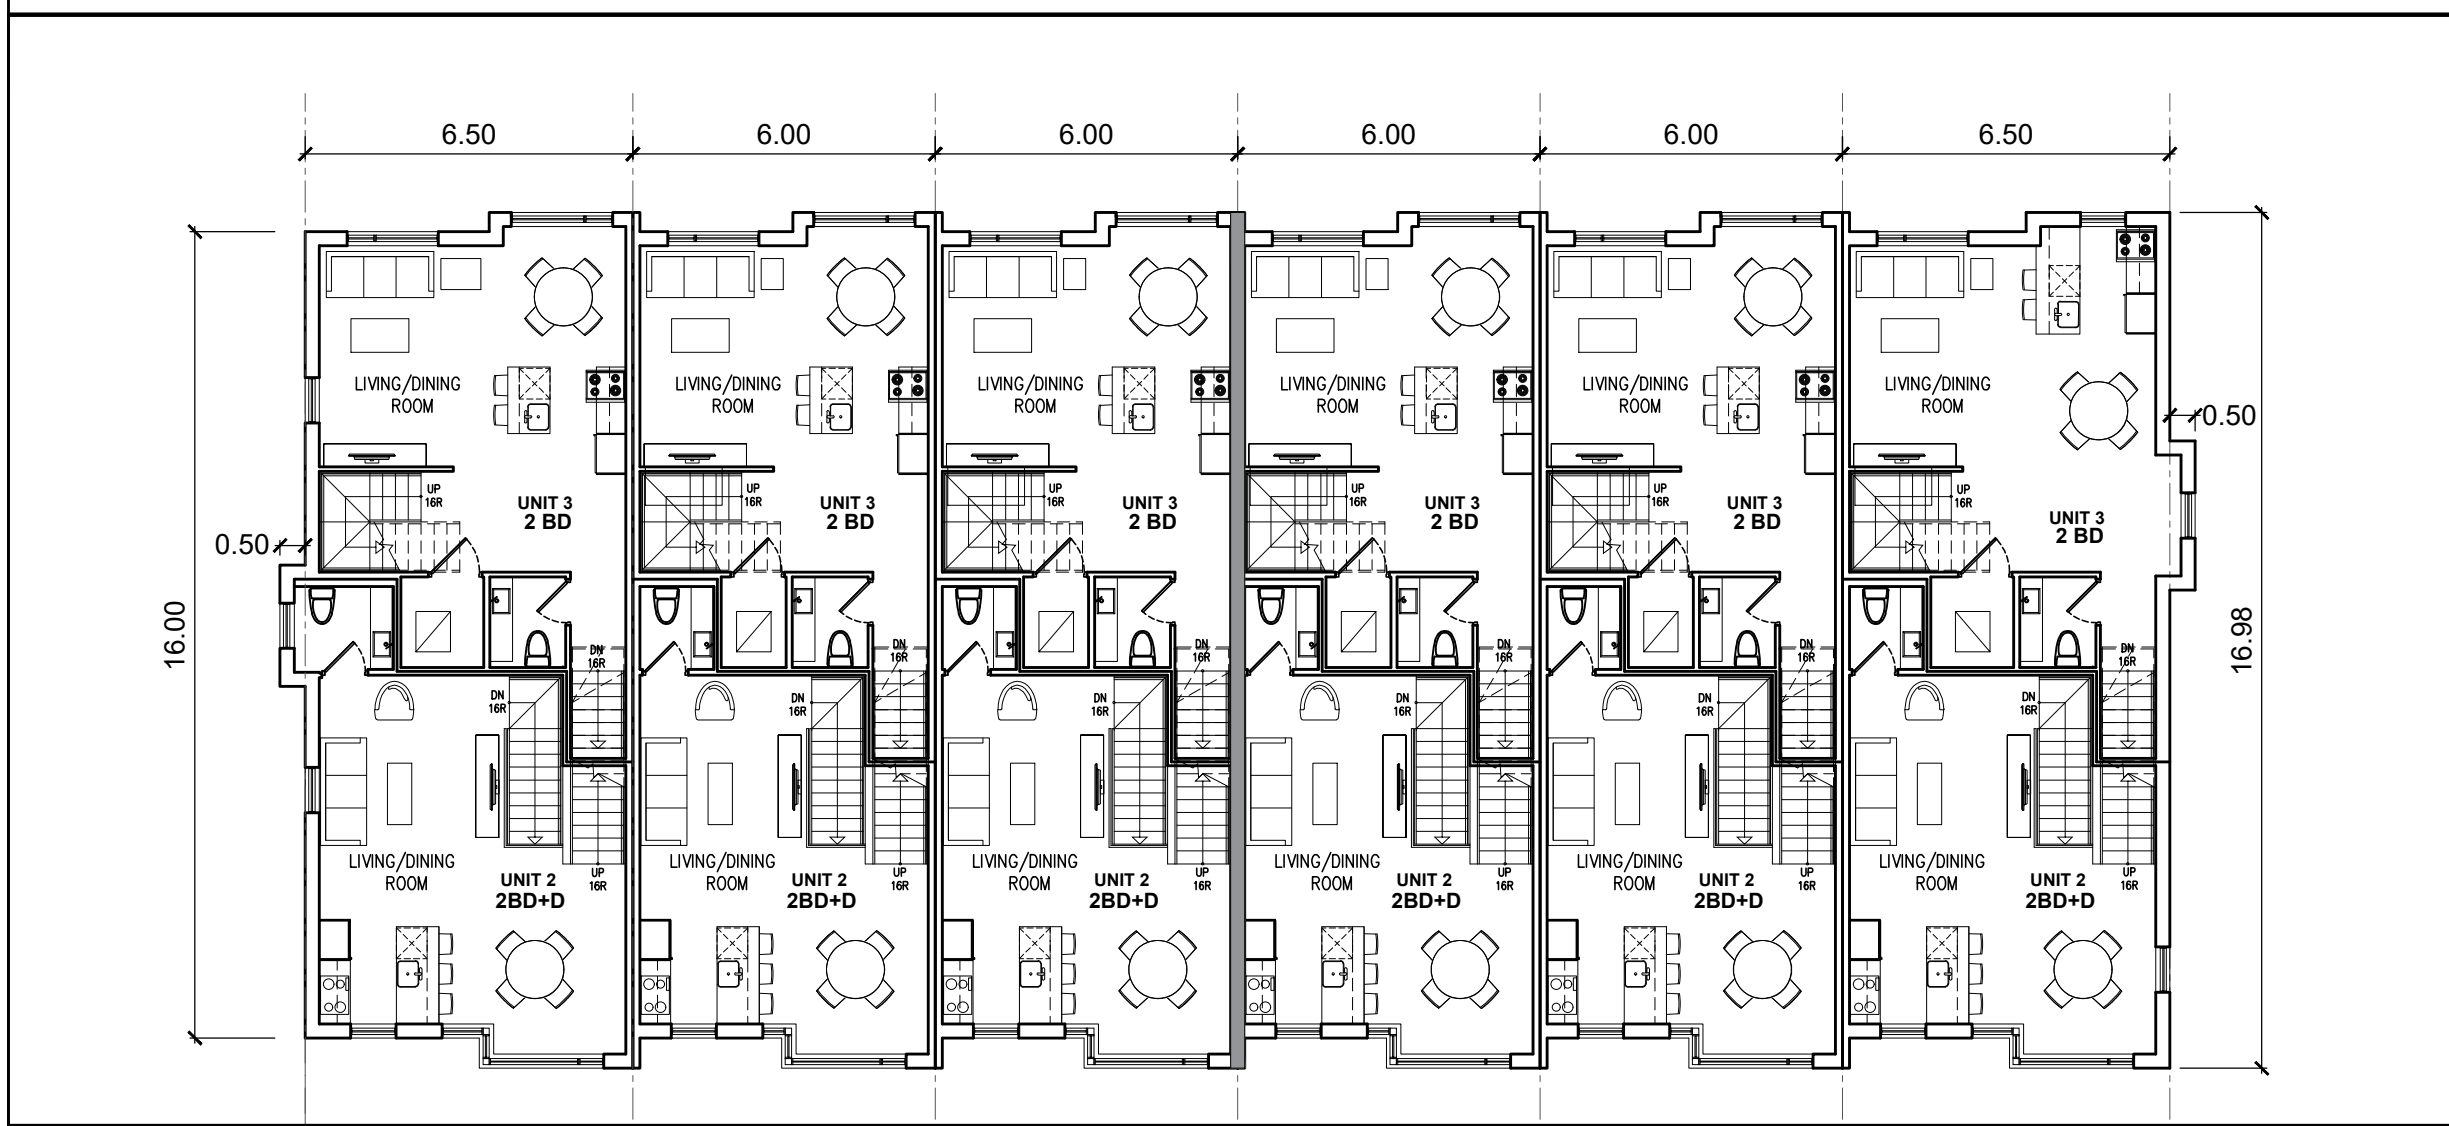 6.50 6.00 6.00 6.00 6.00 6.50
LIVING/DINING LIVING/DINING LIVING/DINING LIVING/DINING LIVING/DINING LIVING/DINING
ROOM ROOM ROOM ROOM ROOM ROOM
0.50
UP UP UP UP UP UP
16R 16R 16R 16R 16R 16R
UNIT 3 UNIT 3 UNIT 3 UNIT 3 UNIT 3 UNIT 3
2 BD 2 BD 2 BD 2 BD 2 BD 2 BD
0.50
16.00
16.98
DN DN DN DN DN DN
16R 16R 16R 16R 16R 16R
DN DN DN DN DN DN
16R 16R 16R 16R 16R 16R
LIVING/DINING LIVING/DINING LIVING/DINING LIVING/DINING LIVING/DINING LIVING/DINING
ROOM ROOM ROOM ROOM ROOM ROOM
UP UP UP UP UP UP
16R 16R 16R 16R 16R 16R
UNIT 2 UNIT 2 UNIT 2 UNIT 2 UNIT 2 UNIT 2
2BD+D 2BD+D 2BD+D 2BD+D 2BD+D 2BD+D